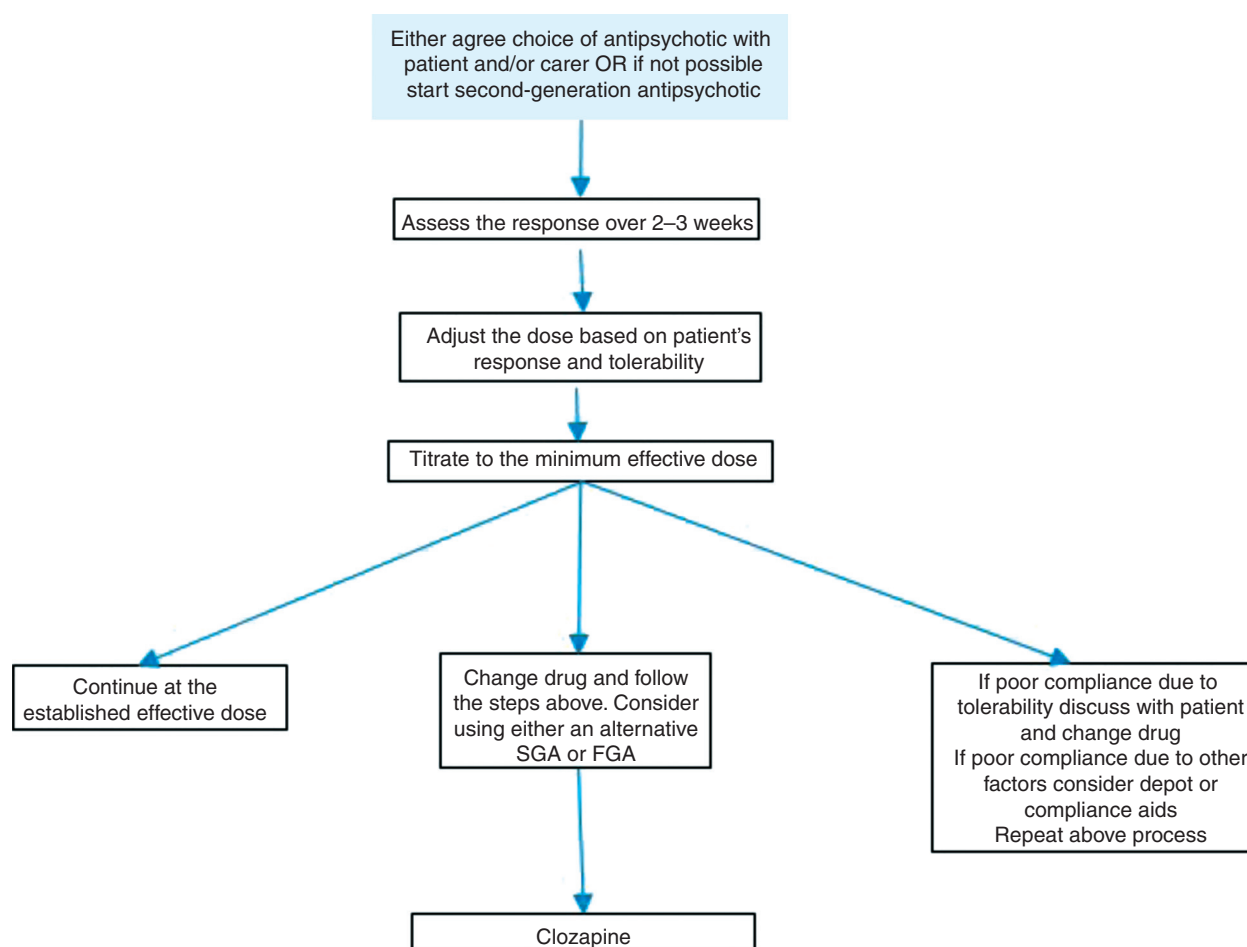 Either agree choice of antipsychotic with
patient and/or carer OR if not possible
start second-generation antipsychotic
Assess the response over 2–3 weeks
Adjust the dose based on patient's
response and tolerability
Titrate to the minimum effective dose
Continue at the
established effective dose
Change drug and follow
the steps above. Consider
using either an alternative
SGA or FGA
If poor compliance due to
tolerability discuss with patient
and change drug
If poor compliance due to other
factors consider depot or
compliance aids
Repeat above process
Clozapine